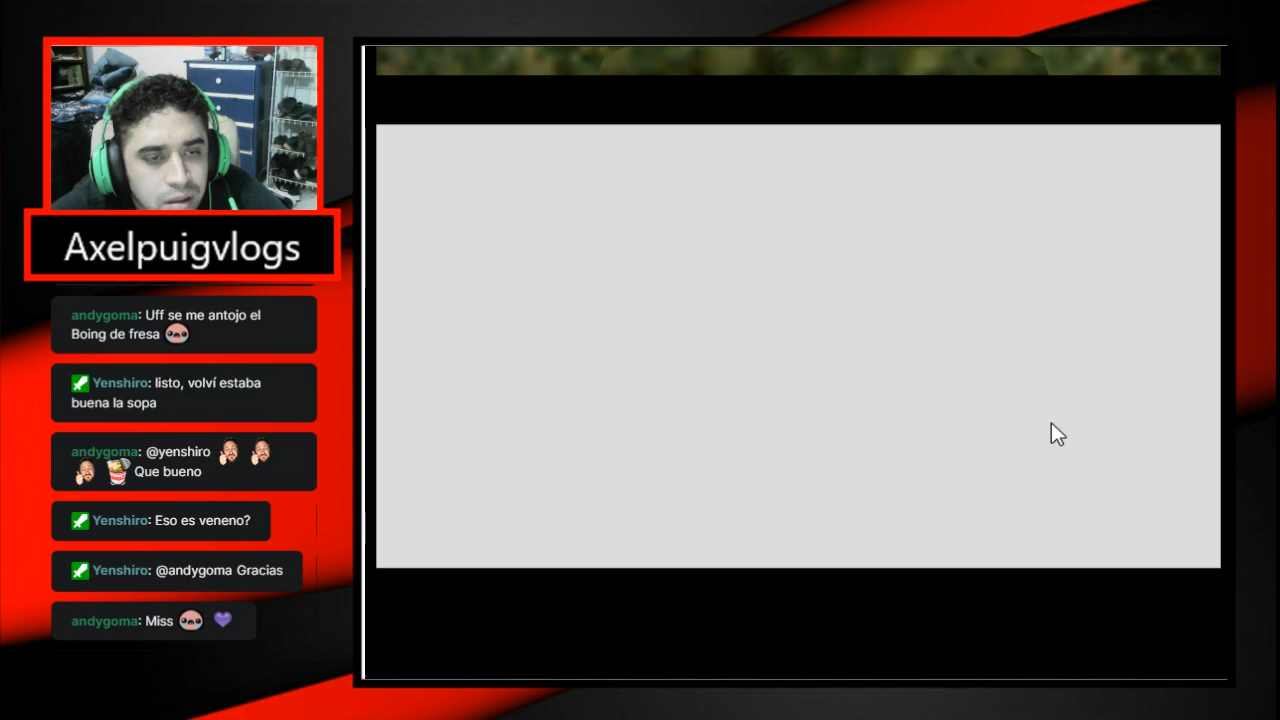 Axelpuigvlogs
andygoma: Uff se me antojo el
Boing de fresa
Yenshiro: listo, volví estaba
buena la sopa
andygoma: @yenshiro
Que bueno
Yenshiro: Eso es veneno?
Yenshiro: @andygoma Gracias
andygoma: Miss